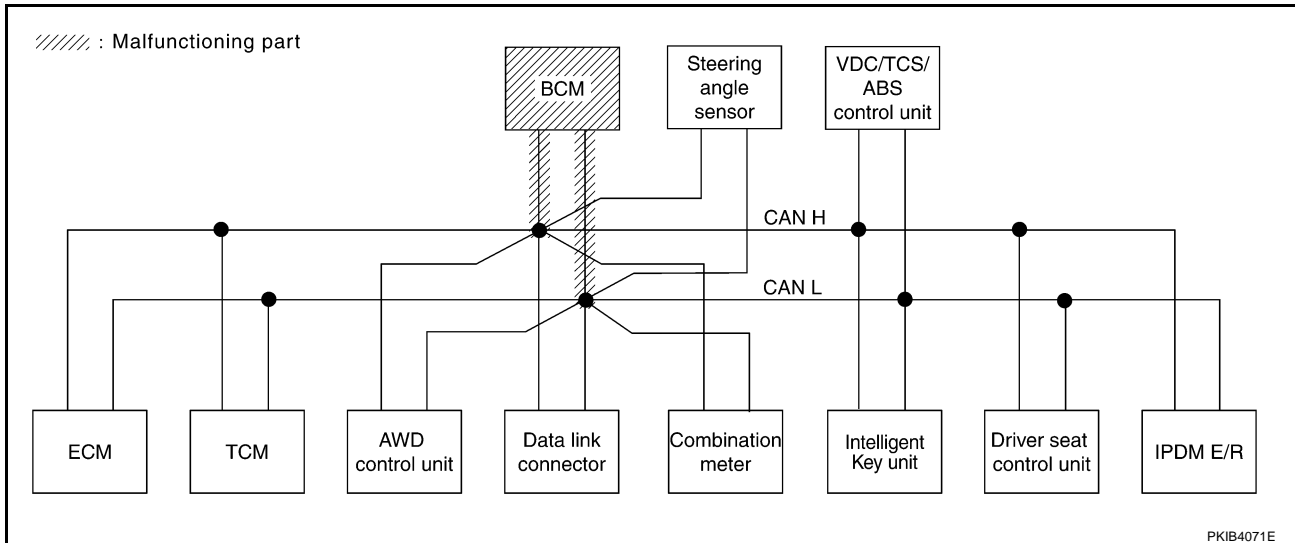 : Malfunctioning part
BCM
Steering
angle
sensor
VDC/TCS/
ABS
control unit
CAN H
CAN L
ECM
TCM
AWD
control unit
Data link
connector
Combination
meter
Intelligent
Key unit
Driver seat
control unit
IPDM E/R
PKIB4071E